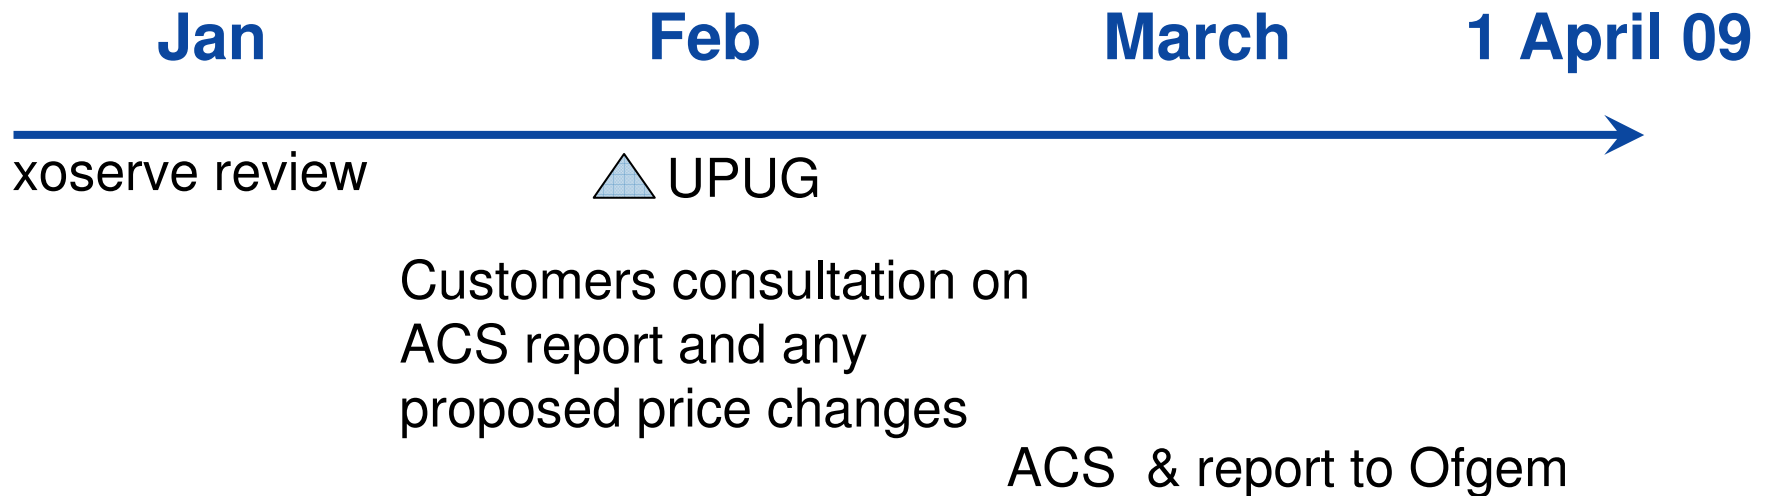 Jan Feb March 1 April 09
xoserve review UPUG
Customers consultation on
ACS report and any
proposed price changes
ACS & report to Ofgem